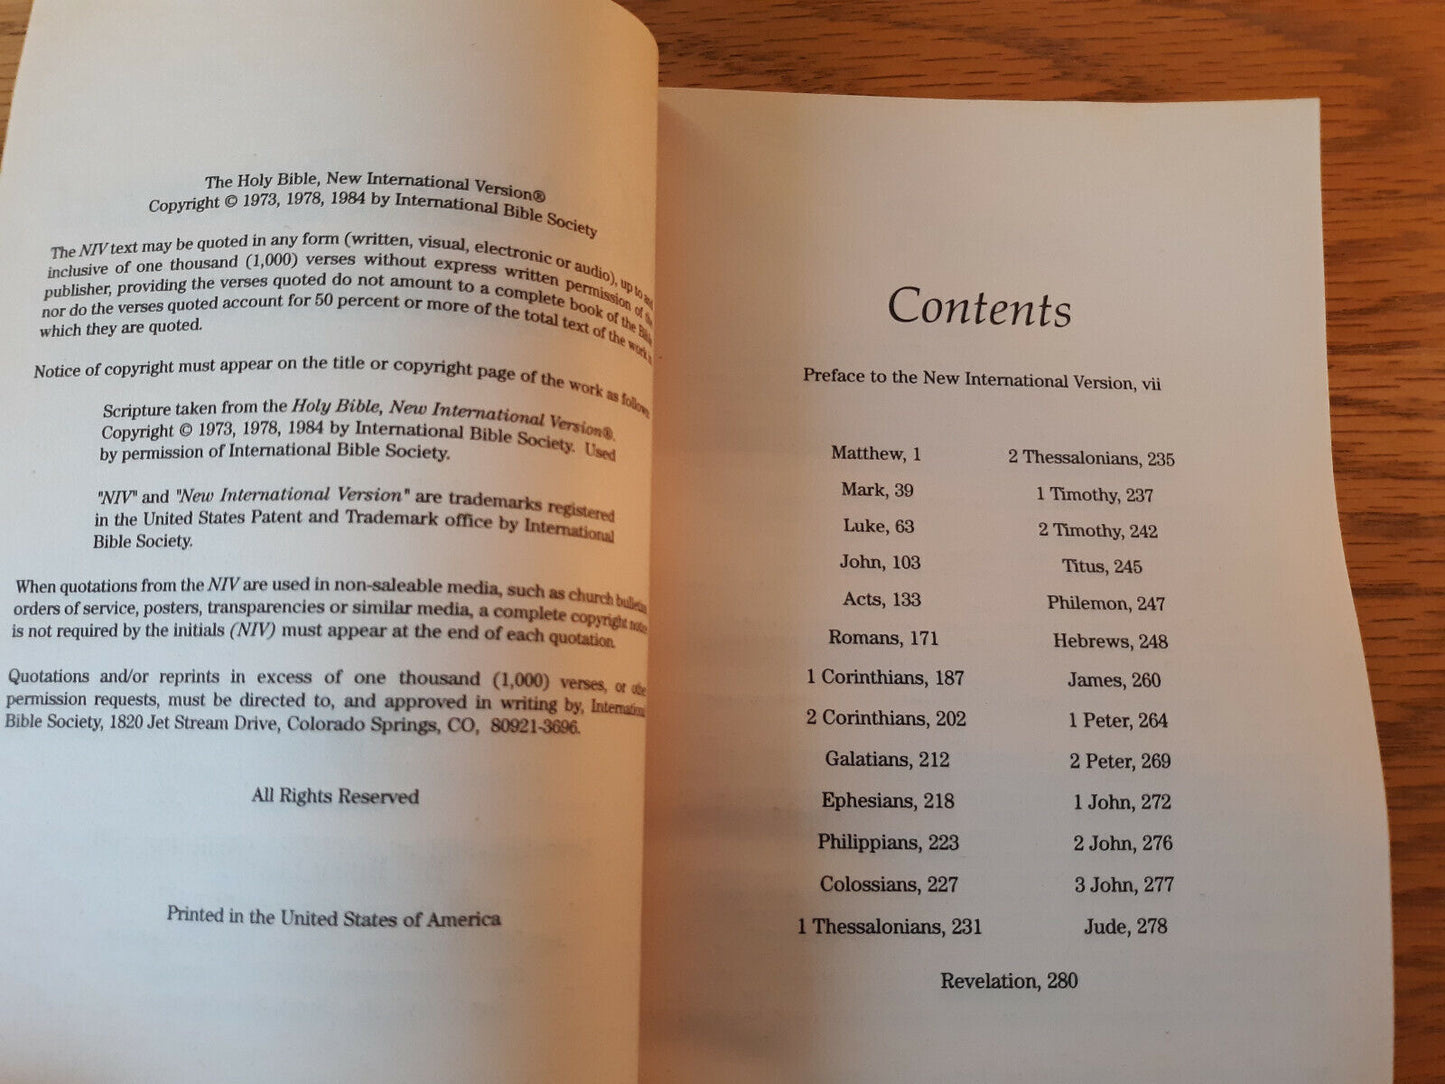 The Holy Bible, New International Version®
Copyright © 1973, 1978, 1984 by International Bible Society
The NIV text may be quoted in any form (written, visual, electronic or audio), up to and
inclusive of one thousand (1,000) verses without express written permission of the
publisher, providing the verses quoted do not amount to a complete book of the Bible
nor do the verses quoted account for 50 percent or more of the total text of the work
which they are quoted.
Notice of copyright must appear on the title or copyright page of the work as follows
Scripture taken from the Holy Bible, New International Version®.
Copyright © 1973, 1978, 1984 by International Bible Society. Used
by permission of International Bible Society.
"NIV" and "New International Version" are trademarks registered
in the United States Patent and Trademark office by International
Bible Society.
When quotations from the NIV are used in non-saleable media, such as church
orders of service, posters, transparencies or similar media, a complete copyright
is not required by the initials (NIV) must appear at the end of each quotation.
Quotations and/or reprints in excess of one thousand (1,000) verses, or
permission requests, must be directed to, and approved in writing by, International
Bible Society, 1820 Jet Stream Drive, Colorado Springs, CO, 80921-3696.
All Rights Reserved
Printed in the United States of America
Contents
Preface to the New International Version, vii
Matthew, 1
Mark, 39
Luke, 63
John, 103
Acts, 133
Romans, 171
1 Corinthians, 187
2 Corinthians, 202
Galatians, 212
Ephesians, 218
Philippians, 223
Colossians, 227
1 Thessalonians, 231
2 Thessalonians, 235
1 Timothy, 237
2 Timothy, 242
Titus, 245
Philemon, 247
Hebrews, 248
James, 260
1 Peter, 264
2 Peter, 269
1 John, 272
2 John, 276
3 John, 277
Jude, 278
Revelation, 280